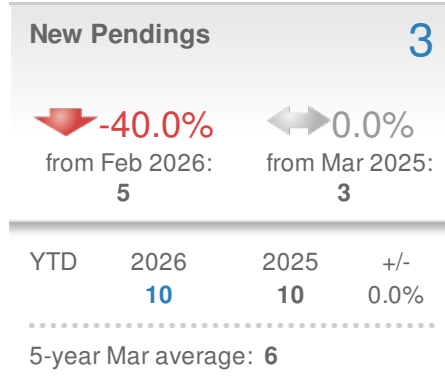 New Pendings 3
-40.0% 0.0%
from Feb 2026: from Mar 2025:
5 3
YTD 2026 2025 +/-
10 10 0.0%
5-year Mar average: 6